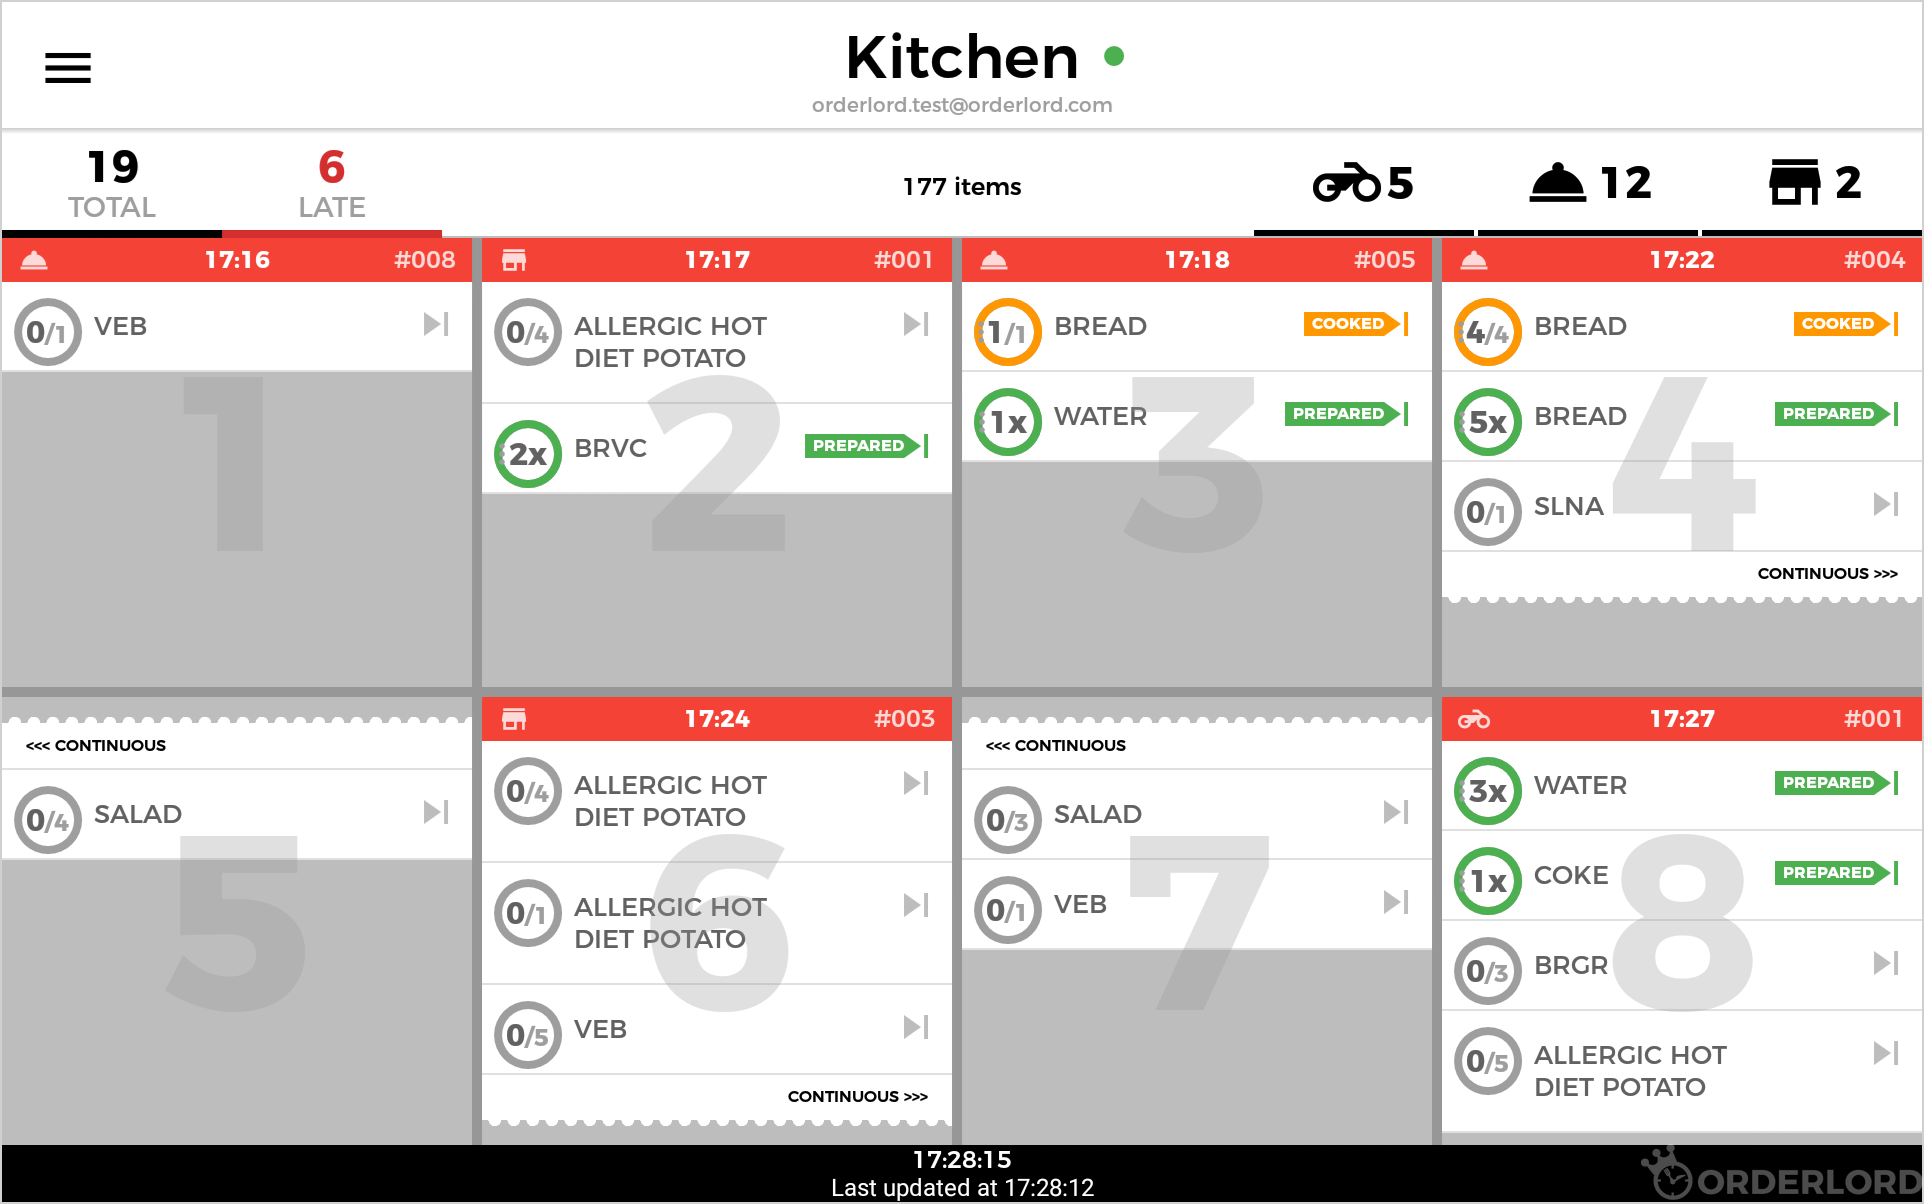 Kitchen
orderlord.test@orderlord.com
19
TOTAL
6
LATE
177 items
5
12
2
17:16 #008
0/1 VEB
1
17:17 #001
0/4 ALLERGIC HOT
DIET POTATO
2x BRVC PREPARED
2
17:18 #005
1/1 BREAD COOKED
1x WATER PREPARED
3
17:22 #004
4/4 BREAD COOKED
5x BREAD PREPARED
0/1 SLNA
4
CONTINUOUS >>>
<<< CONTINUOUS
0/4 SALAD
5
17:24 #003
0/4 ALLERGIC HOT
DIET POTATO
0/1 ALLERGIC HOT
DIET POTATO
6
0/5 VEB
CONTINUOUS >>>
<<< CONTINUOUS
0/3 SALAD
0/1 VEB
7
17:27 #001
3x WATER PREPARED
1x COKE PREPARED
0/3 BRGR
8
0/5 ALLERGIC HOT
DIET POTATO
17:28:15
Last updated at 17:28:12
ORDERLORD